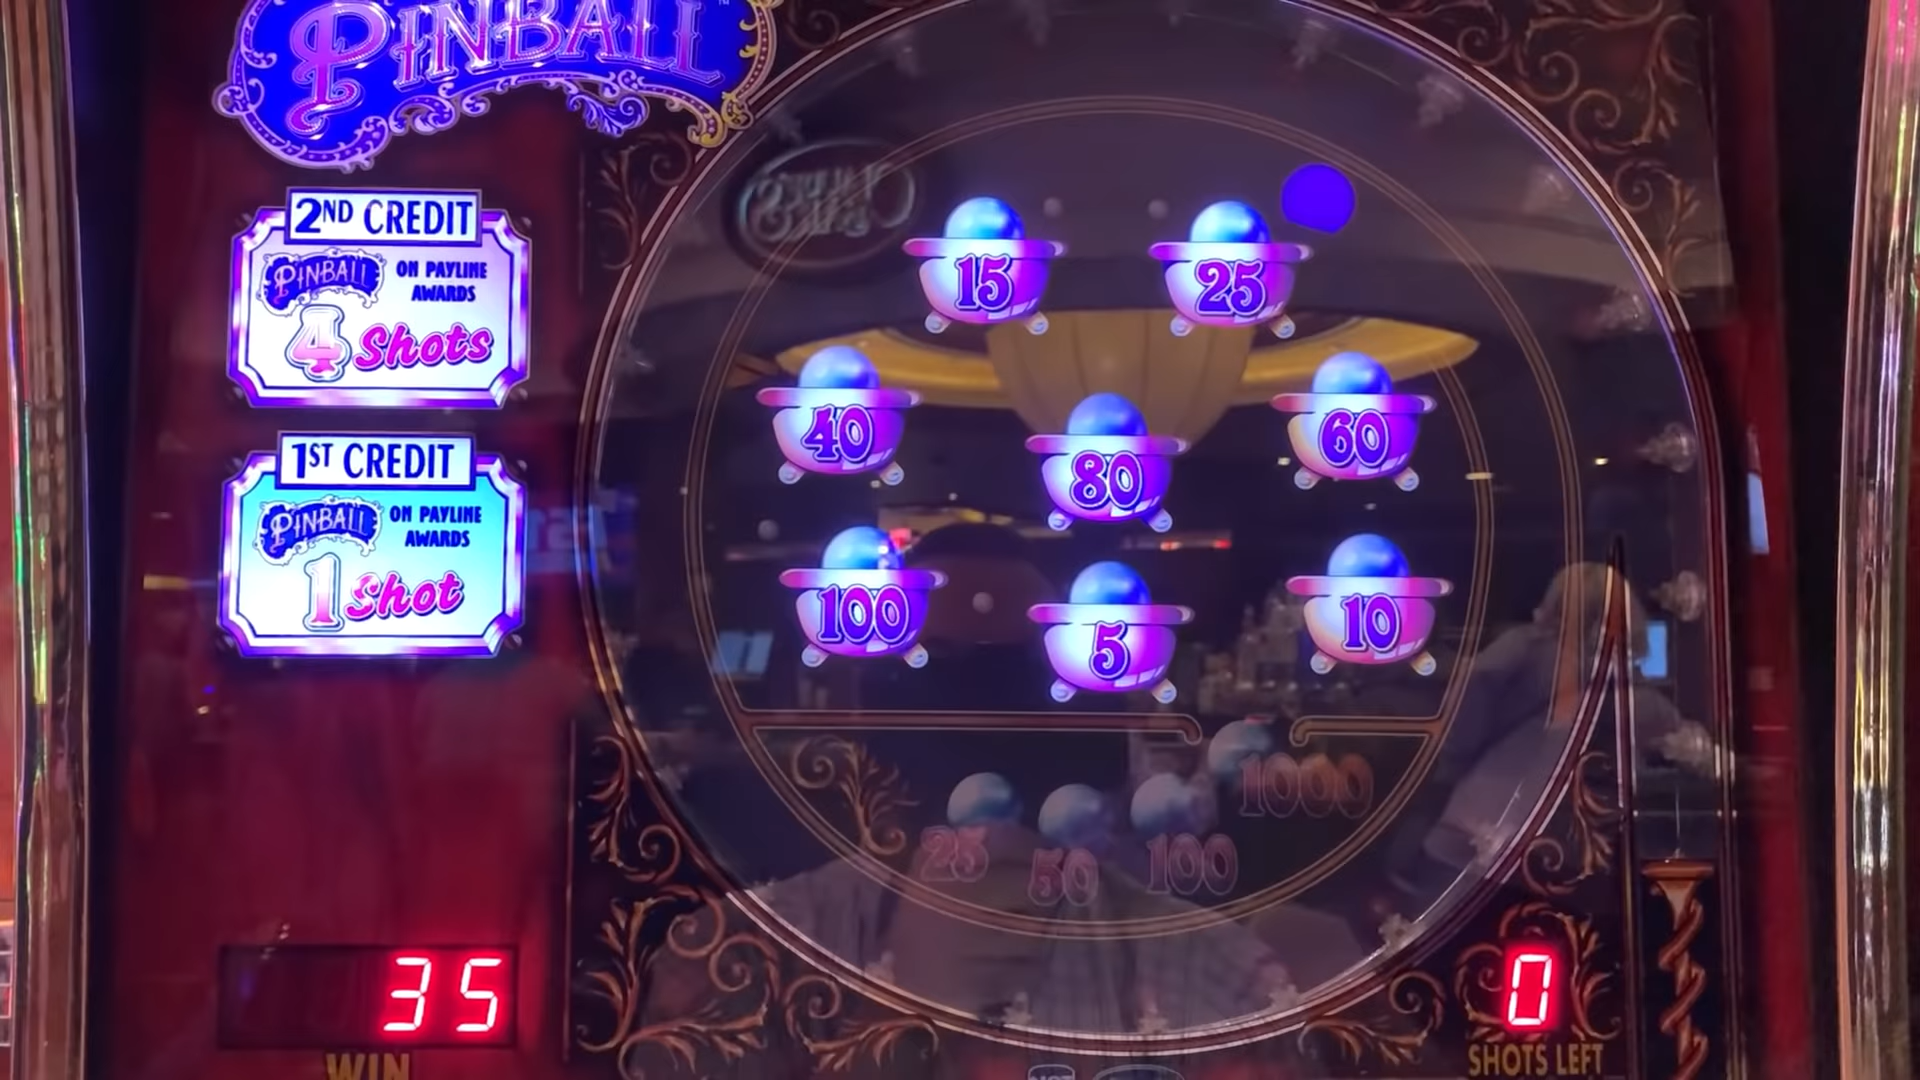 PINBALL
2ND CREDIT
PINBALL ON PAYLINE
AWARDS
4 Shots
1ST CREDIT
PINBALL ON PAYLINE
AWARDS
1 Shot
15
25
40
60
80
100
10
5
1000
25
50
100
35
WIN
0
SHOTS LEFT